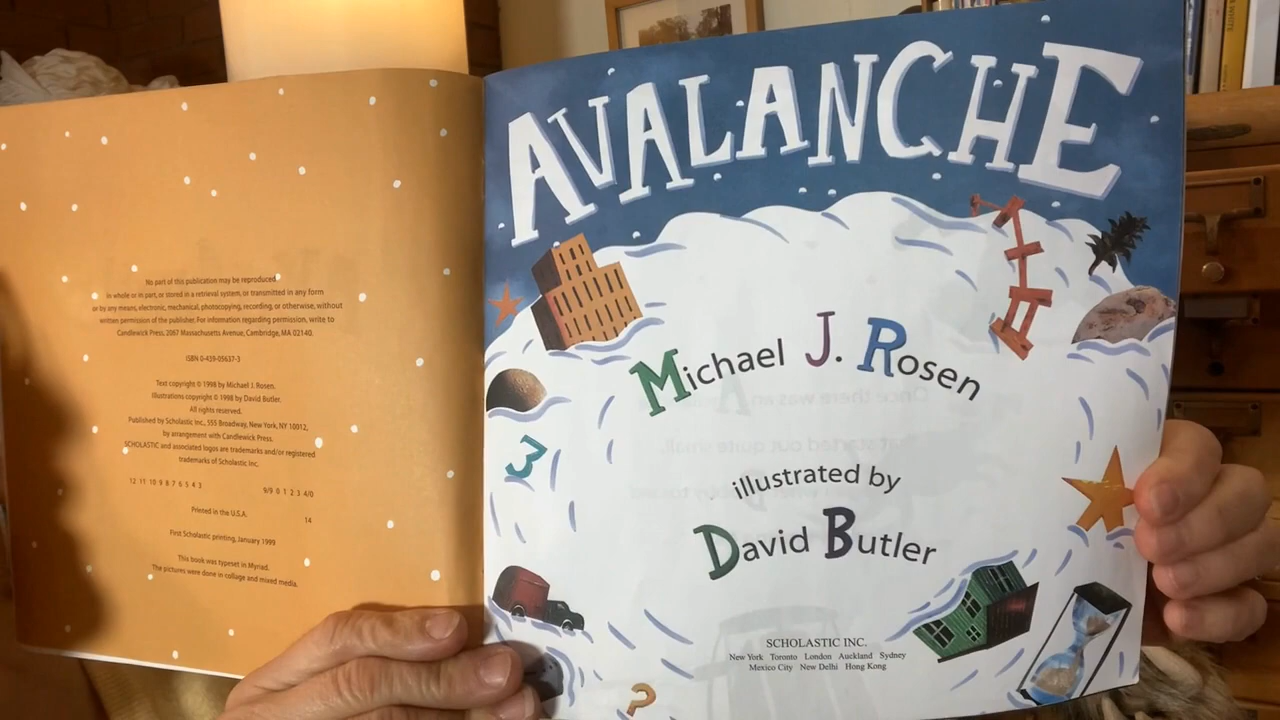 No part of this publication may be reproduced
In whole or in part, or stored in a retrieval system, or transmitted in any form
or by any means, electronic, mechanical, photocopying, recording, or otherwise, without
written permission of the publisher. For information regarding permission, write to
Candlewick Press, 2067 Massachusetts Avenue, Cambridge, MA 02140.
ISBN 0-439-05637-3
Text copyright © 1998 by Michael J. Rosen.
Illustrations copyright © 1998 by David Butler.
All rights reserved.
Published by Scholastic Inc., 555 Broadway, New York, NY 10012,
by arrangement with Candlewick Press.
SCHOLASTIC and associated logos are trademarks and/or registered
trademarks of Scholastic Inc.
12 11 10 9 8 7 6 5 4 3 9/9 0 1 2 3 4/0
Printed in the U.S.A. 14
First Scholastic printing, January 1999
This book was typeset in Myriad.
The pictures were done in collage and mixed media.
AVALANCHE
Michael J. Rosen
3
illustrated by
David Butler
SCHOLASTIC INC.
New York Toronto London Auckland Sydney
Mexico City New Delhi Hong Kong
?